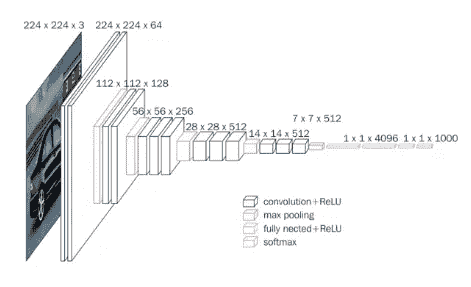 224 x 224 x 3
224 x 224 x 64
112 x 112 x 128
56 x 56 x 256
28 x 28 x 512
14 x 14 x 512
7 x 7 x 512
1 x 1 x 4096
1 x 1 x 1000
convolution+ReLU
max pooling
fully nected+ReLU
softmax